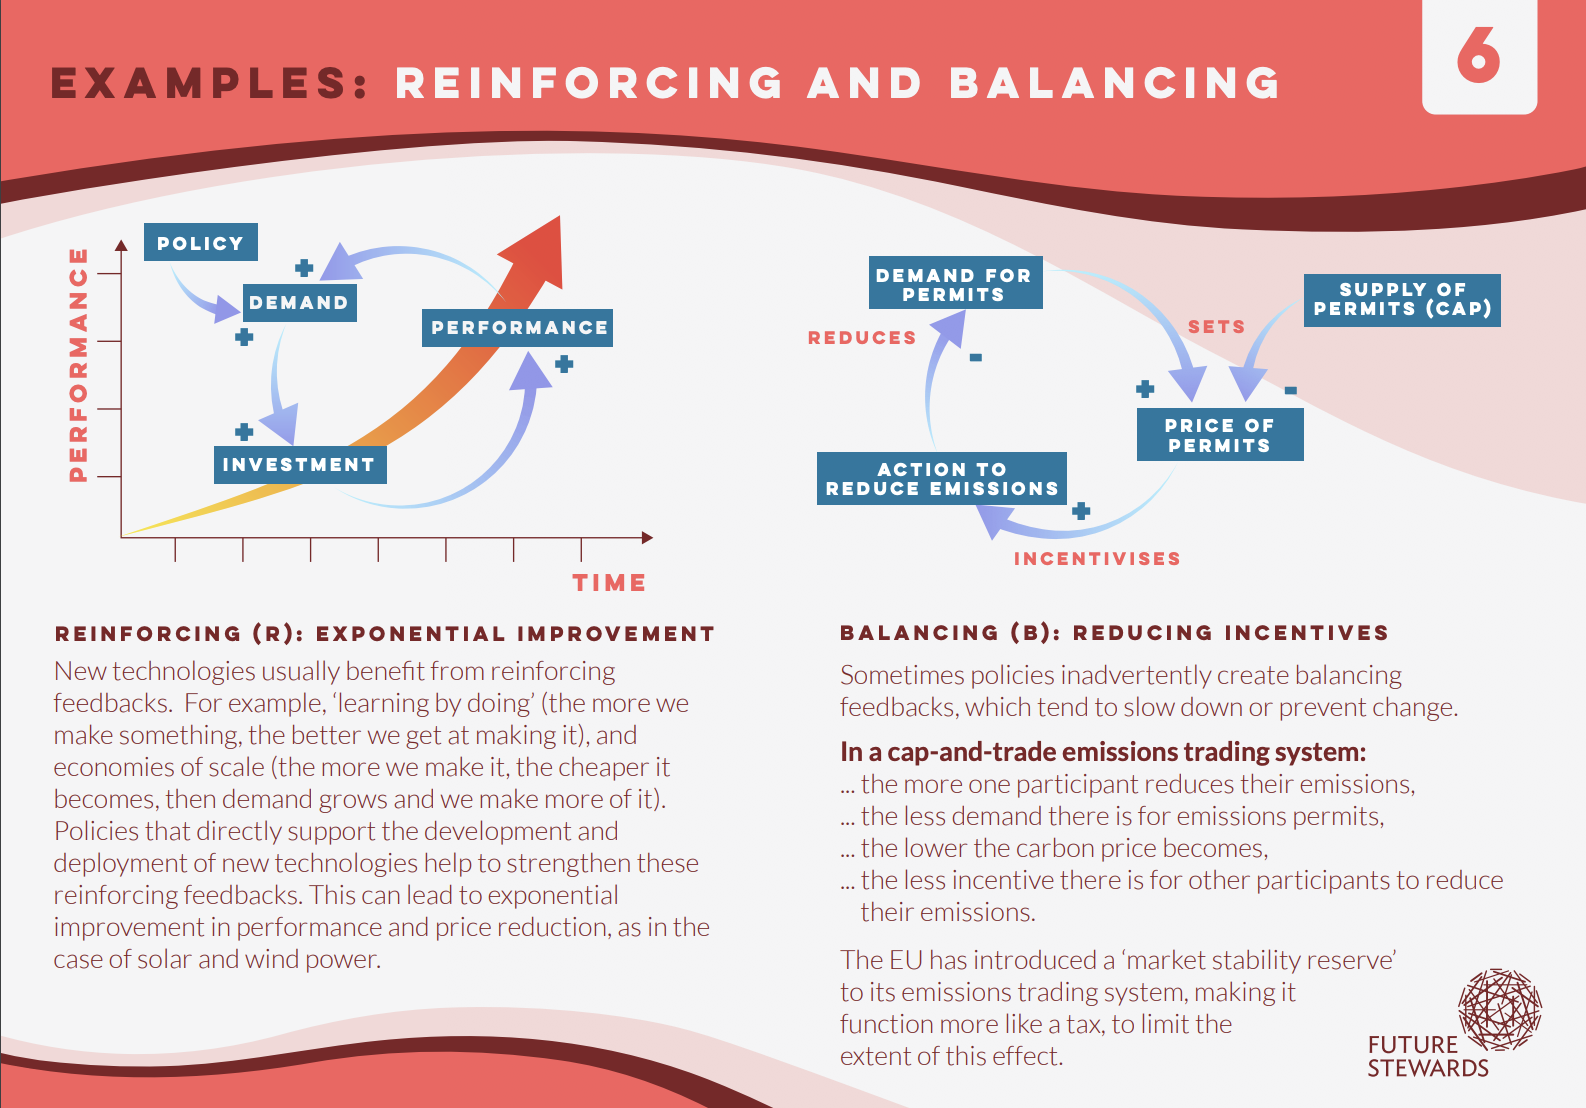 EXAMPLES: REINFORCING AND BALANCING
6
PERFORMANCE
POLICY
DEMAND
PERFORMANCE
INVESTMENT
TIME
DEMAND FOR
PERMITS
SUPPLY OF
PERMITS (CAP)
REDUCES
SETS
PRICE OF
PERMITS
ACTION TO
REDUCE EMISSIONS
INCENTIVISES
REINFORCING (R): EXPONENTIAL IMPROVEMENT
New technologies usually benefit from reinforcing
feedbacks.  For example, ‘learning by doing’ (the more we
make something, the better we get at making it), and
economies of scale (the more we make it, the cheaper it
becomes, then demand grows and we make more of it).
Policies that directly support the development and
deployment of new technologies help to strengthen these
reinforcing feedbacks. This can lead to exponential
improvement in performance and price reduction, as in the
case of solar and wind power.
BALANCING (B): REDUCING INCENTIVES
Sometimes policies inadvertently create balancing
feedbacks, which tend to slow down or prevent change.
In a cap-and-trade emissions trading system:
... the more one participant reduces their emissions,
... the less demand there is for emissions permits,
... the lower the carbon price becomes,
... the less incentive there is for other participants to reduce
their emissions.
The EU has introduced a ‘market stability reserve’
to its emissions trading system, making it
function more like a tax, to limit the
extent of this effect.
FUTURE
STEWARDS